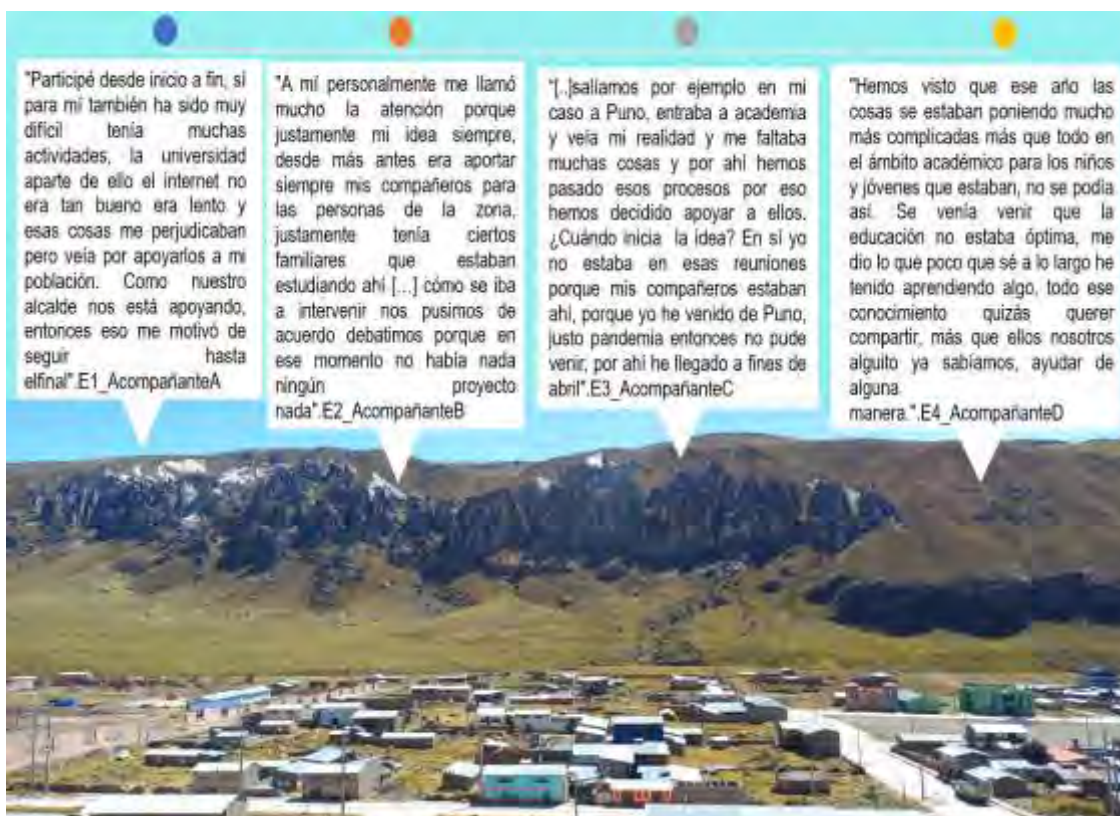 "Participé desde inicio a fin, sí
para mí también ha sido muy
difícil tenía muchas
actividades, la universidad
aparte de ello el internet no
era tan bueno era lento y
esas cosas me perjudicaban
pero veía por apoyarlos a mi
población. Como nuestro
alcalde nos está apoyando,
entonces eso me motivó de
seguir hasta
elfinal".E1_AcompañanteA
"A mí personalmente me llamó
mucho la atención porque
justamente mi idea siempre,
desde más antes era aportar
siempre mis compañeros para
las personas de la zona,
justamente tenía ciertos
familiares que estaban
estudiando ahí [...] cómo se iba
a intervenir nos pusimos de
acuerdo debatimos porque en
ese momento no había nada
ningún proyecto
nada".E2_AcompañanteB
"[..]salíamos por ejemplo en mi
caso a Puno, entraba a academia
y veía mi realidad y me faltaba
muchas cosas y por ahí hemos
pasado esos procesos por eso
hemos decidido apoyar a ellos.
¿Cuándo inicia la idea? En sí yo
no estaba en esas reuniones
porque mis compañeros estaban
ahí, porque yo he venido de Puno,
justo pandemia entonces no pude
venir, por ahí he llegado a fines de
abril".E3_AcompañanteC
"Hemos visto que ese año las
cosas se estaban poniendo mucho
más complicadas más que todo en
el ámbito académico para los niños
y jóvenes que estaban, no se podía
así. Se venía venir que la
educación no estaba óptima, me
dio lo que poco que sé a lo largo he
tenido aprendiendo algo, todo ese
conocimiento quizás querer
compartir, más que ellos nosotros
alguito ya sabíamos, ayudar de
alguna
manera.".E4_AcompañanteD